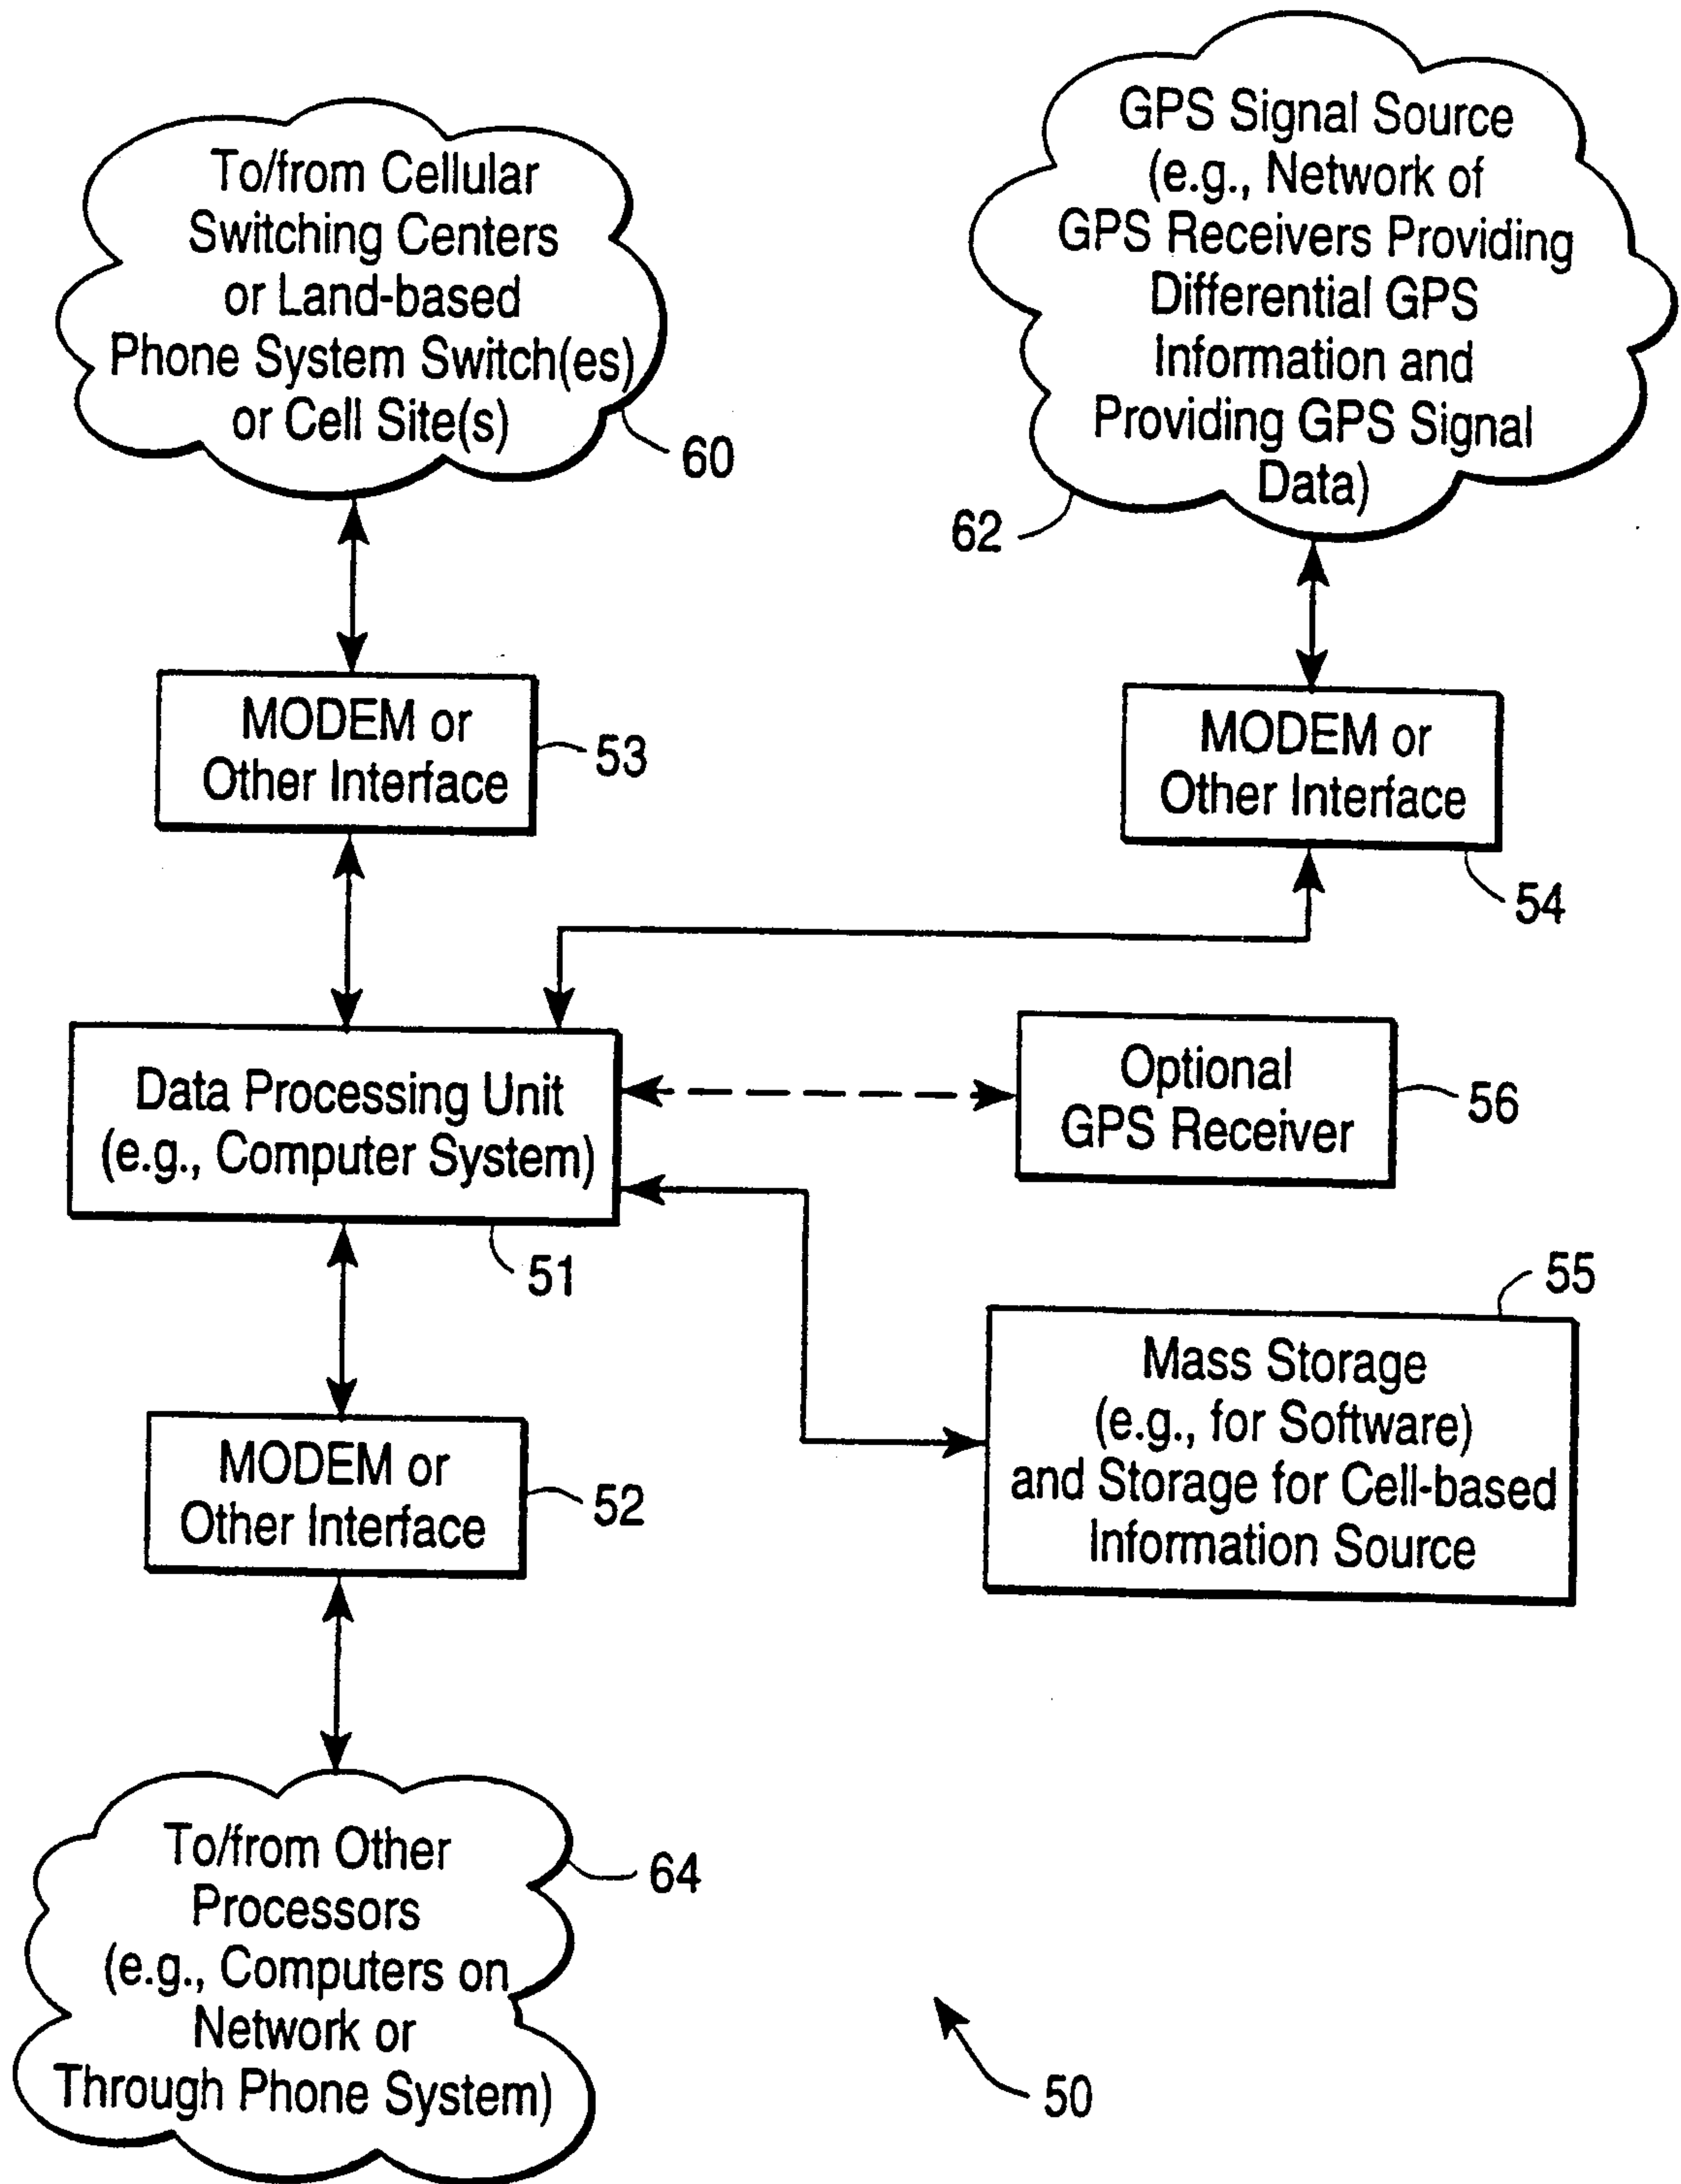 To/from Cellular
Switching Centers
or Land-based
Phone System Switch(es)
or Cell Site(s)
60
GPS Signal Source
(e.g., Network of
GPS Receivers Providing
Differential GPS
Information and
Providing GPS Signal
Data)
62
MODEM or
Other Interface
53
MODEM or
Other Interface
54
Data Processing Unit
(e.g., Computer System)
51
Optional
GPS Receiver
56
55
Mass Storage
(e.g., for Software)
and Storage for Cell-based
Information Source
MODEM or
Other Interface
52
To/from Other
Processors
(e.g., Computers on
Network or
Through Phone System)
64
50